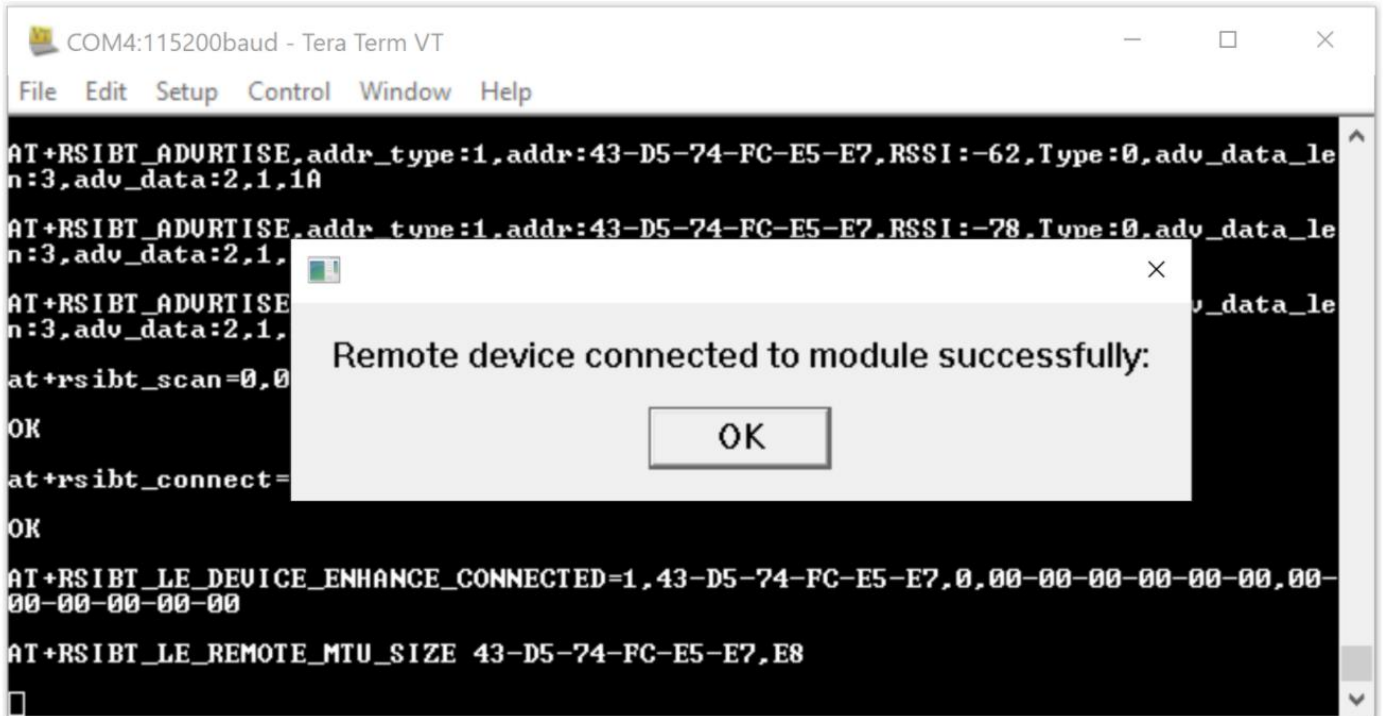 COM4:115200baud - Tera Term VT
File Edit Setup Control Window Help
AT+RSIBT_ADVRTISE,addr_type:1,addr:43-D5-74-FC-E5-E7,RSSI:-62,Type:0,adv_data_le
n:3,adv_data:2,1,1A
AT+RSIBT_ADVRTISE,addr_type:1,addr:43-D5-74-FC-E5-E7,RSSI:-78,Type:0,adv_data_le
n:3,adv_data:2,1,
AT+RSIBT_ADVRTISE v_data_le
n:3,adv_data:2,1,
Remote device connected to module successfully:
OK
at+rsibt_scan=0,0
OK
at+rsibt_connect=
OK
AT+RSIBT_LE_DEVICE_ENHANCE_CONNECTED=1,43-D5-74-FC-E5-E7,0,00-00-00-00-00-00,00-
00-00-00-00-00
AT+RSIBT_LE_REMOTE_MTU_SIZE 43-D5-74-FC-E5-E7,E8